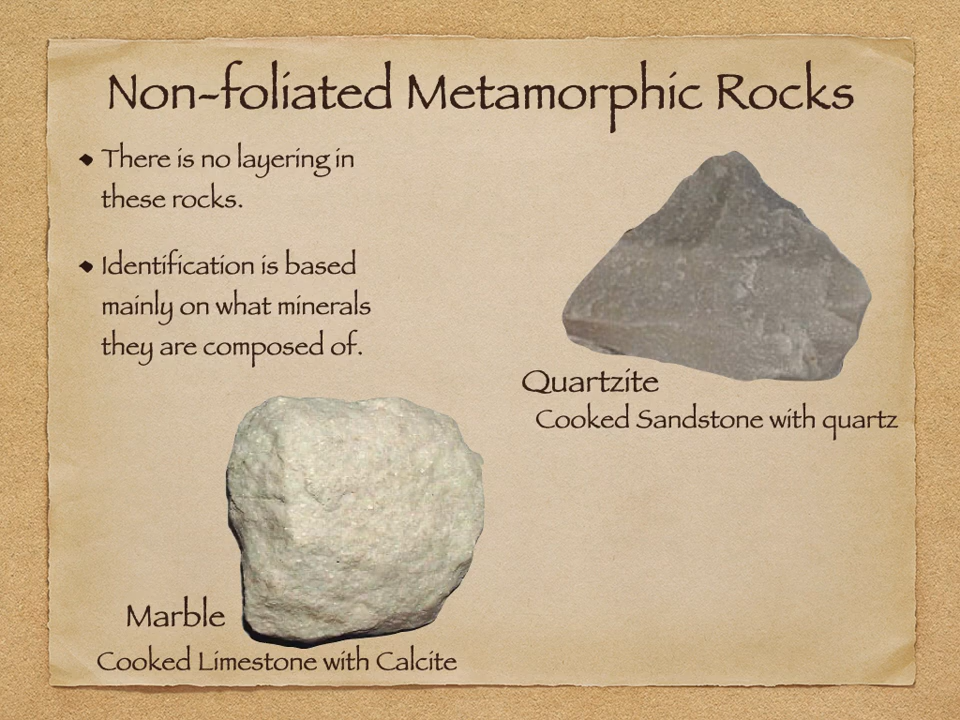 Non-foliated Metamorphic Rocks
There is no layering in
these rocks.
Identification is based
mainly on what minerals
they are composed of.
Quartzite
Cooked Sandstone with quartz
Marble
Cooked Limestone with Calcite